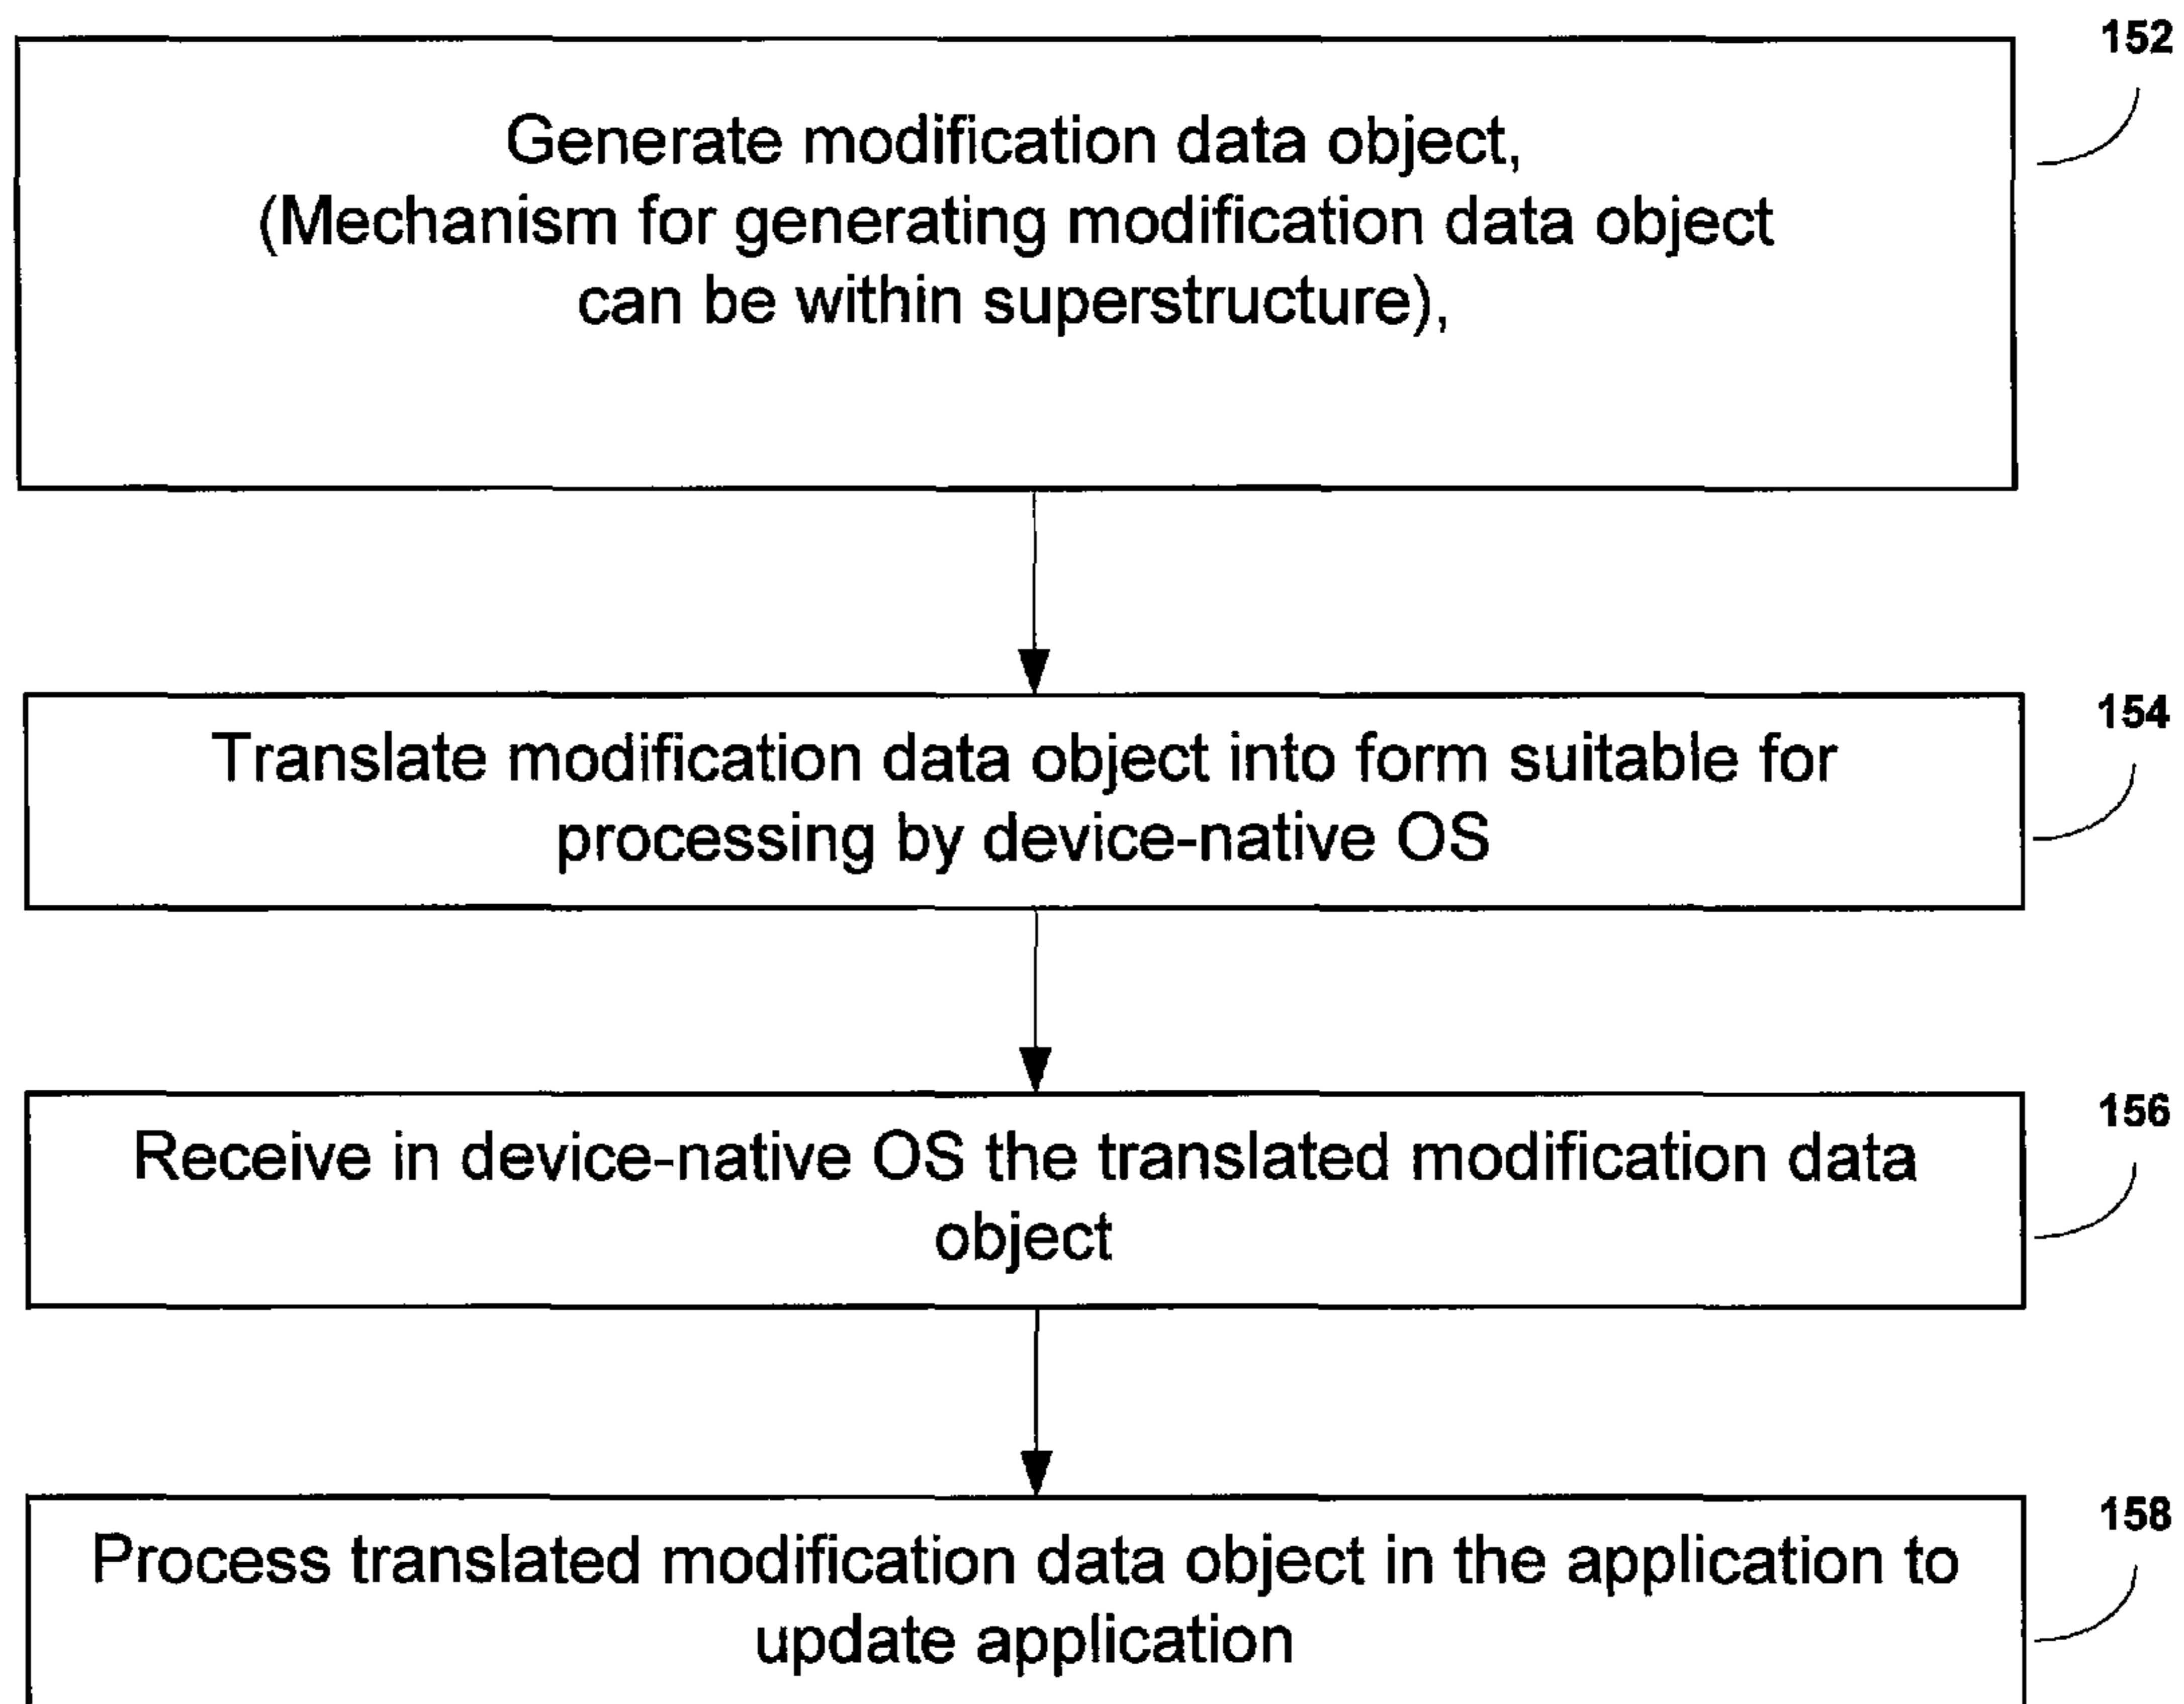 152
Generate modification data object,
(Mechanism for generating modification data object
can be within superstructure),
154
Translate modification data object into form suitable for
processing by device-native OS
156
Receive in device-native OS the translated modification data
object
158
Process translated modification data object in the application to
update application